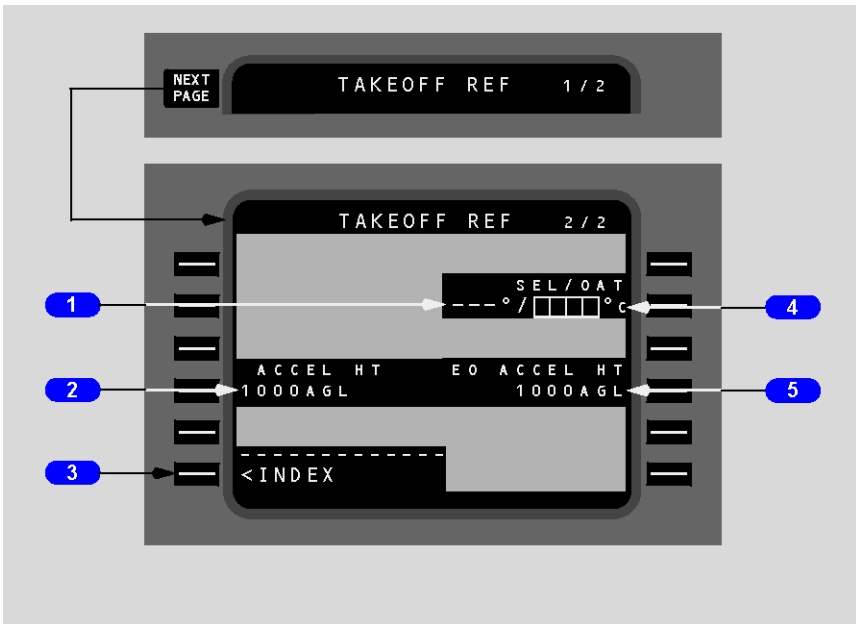 NEXT
PAGE
TAKEOFF REF 1/2
TAKEOFF REF 2/2
SEL/OAT
1
---°/□□□□°C
4
ACCEL HT
EO ACCEL HT
2
1000AGL
1000AGL
5
3
<INDEX